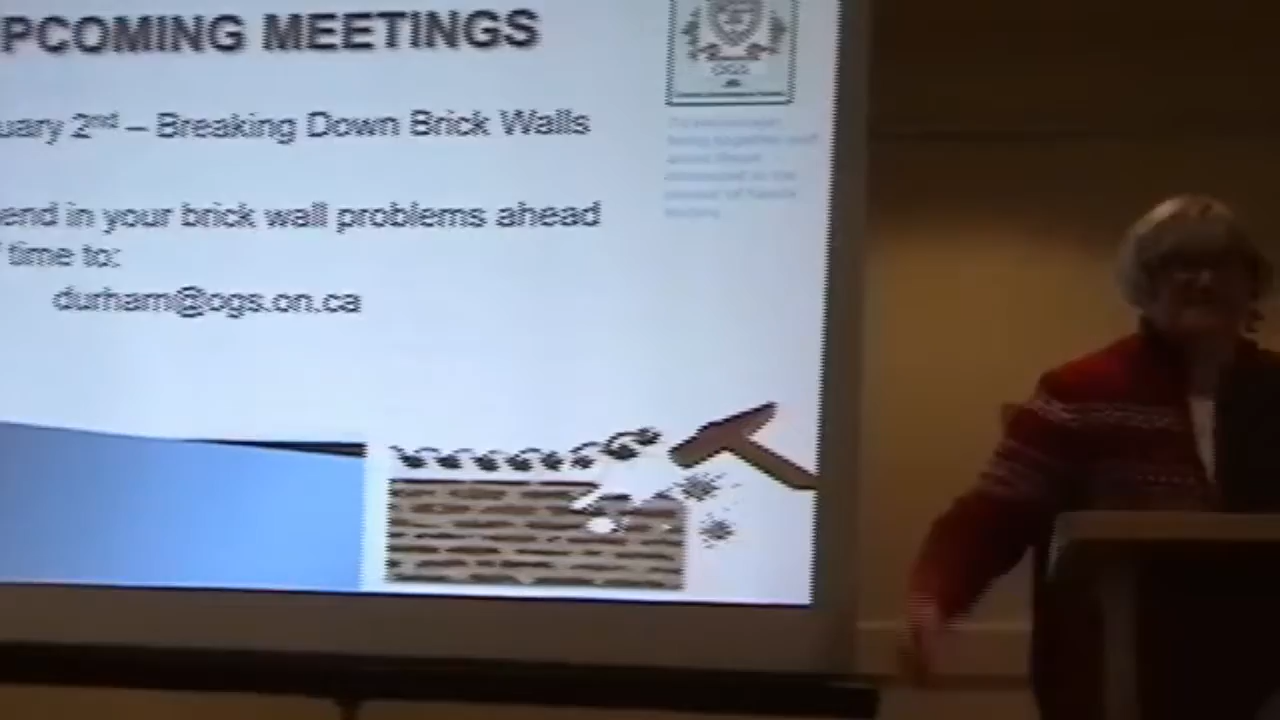 PCOMING MEETINGS
uary 2nd – Breaking Down Brick Walls
end in your brick wall problems ahead
time to:
durham@ogs.on.ca